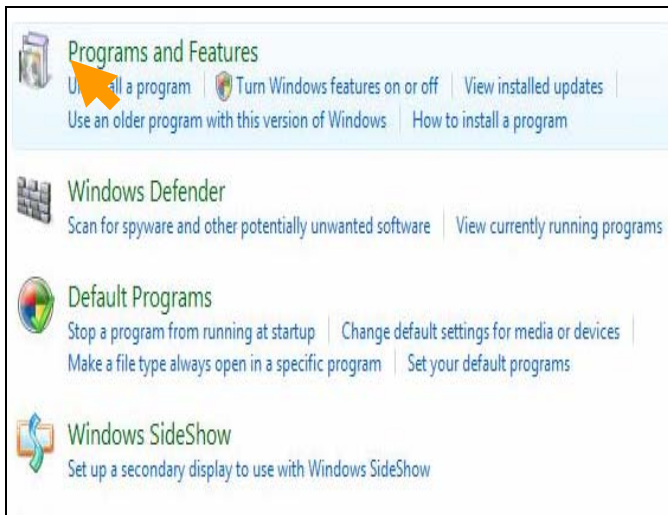 Programs and Features
all a program Turn Windows features on or off View installed updates
Use an older program with this version of Windows How to install a program
Windows Defender
Scan for spyware and other potentially unwanted software View currently running programs
Default Programs
Stop a program from running at startup Change default settings for media or devices
Make a file type always open in a specific program Set your default programs
Windows SideShow
Set up a secondary display to use with Windows SideShow